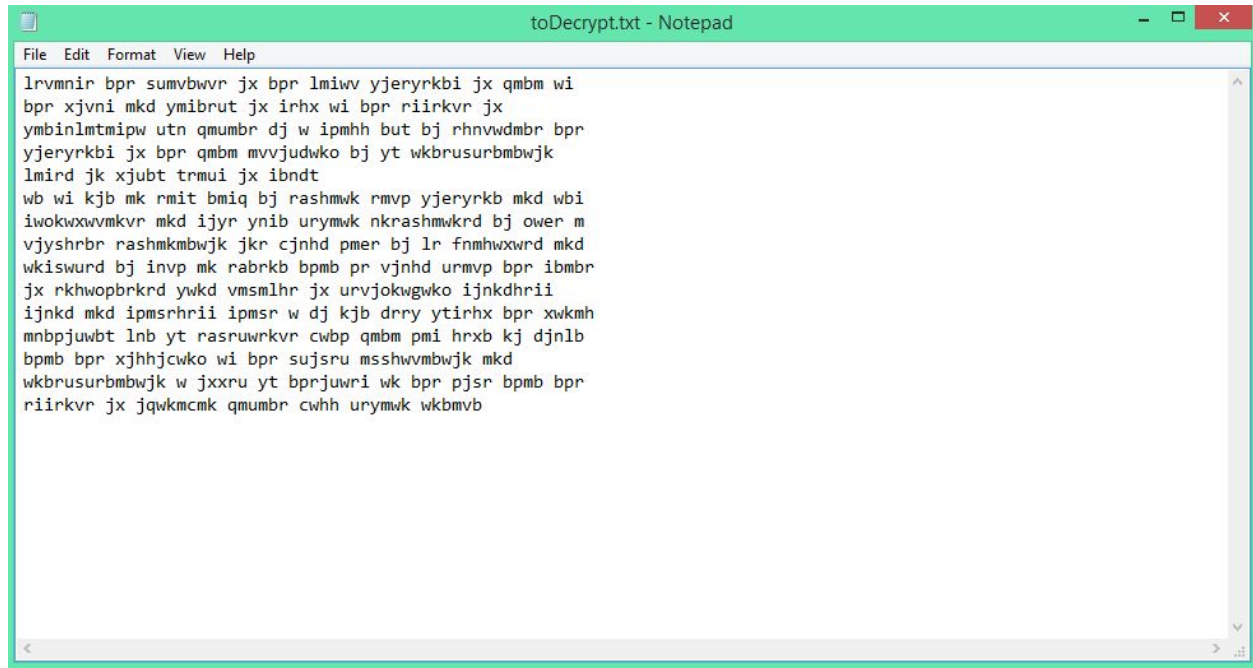 toDecrypt.txt - Notepad
File Edit Format View Help
lrvmnir bpr sumvbwvr jx bpr lmiwv yjeryrkbi jx qmbm wi
bpr xjvni mkd ymibrut jx irhx wi bpr riirkvr jx
ymbinlmtmipw utn qmumbr dj w ipmhh but bj rhnvwdmbr bpr
yjeryrkbi jx bpr qmbm mvvjudwko bj yt wkbrusurbmbwjk
lmird jk xjubt trmui jx ibndt
wb wi kjb mk rmit bmiq bj rashmwk rmvp yjeryrkb mkd wbi
iwokwxwvmkvr mkd ijyr ynib urymwk nkrashmwkrd bj ower m
vjyshrbr rashmkmbwjk jkr cjnhd pmer bj lr fnmhwxwrd mkd
wkiswurd bj invp mk rabrkb bpmb pr vjnhd urmvp bpr ibmbr
jx rkhwopbrkrd ywkd vmsmlhr jx urvjokwgwko ijnkdhrii
ijnkd mkd ipmsrhrii ipmsr w dj kjb drry ytirhx bpr xwkmh
mnbpjuwbt lnb yt rasruwrkvr cwbp qmbm pmi hrxb kj djnlb
bpmb bpr xjhhjcwko wi bpr sujsru msshwvmbwjk mkd
wkbrusurbmbwjk w jxxru yt bprjuwri wk bpr pjsr bpmb bpr
riirkvr jx jqwkmcmk qmumbr cwhh urymwk wkbmvb